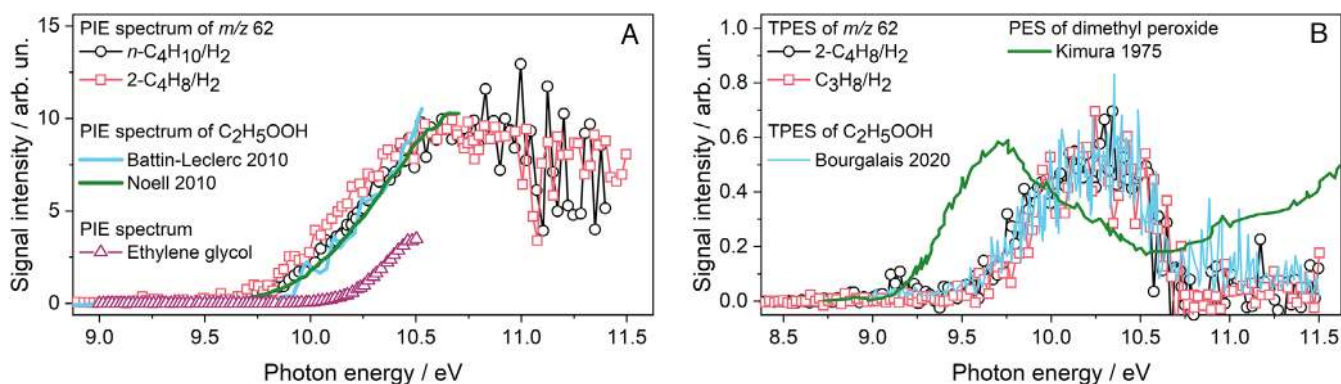 A
PIE spectrum of m/z 62
n-C₄H₁₀/H₂
2-C₄H₈/H₂
PIE spectrum of C₂H₅OOH
Battin-Leclerc 2010
Noell 2010
PIE spectrum
Ethylene glycol
Signal intensity / arb. un.
15
10
5
0
9.0 9.5 10.0 10.5 11.0 11.5
Photon energy / eV
B
TPES of m/z 62
2-C₄H₈/H₂
C₃H₈/H₂
TPES of C₂H₅OOH
Bourgalais 2020
PES of dimethyl peroxide
Kimura 1975
Signal intensity / arb. un.
1.0
0.8
0.6
0.4
0.2
0.0
8.5 9.0 9.5 10.0 10.5 11.0 11.5
Photon energy / eV